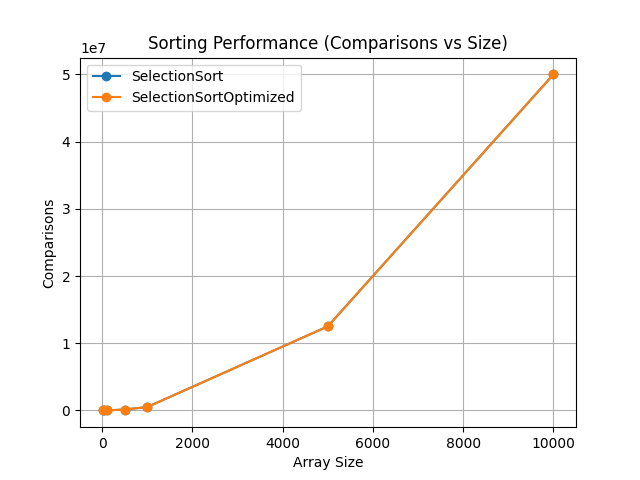 Sorting Performance (Comparisons vs Size)
1e7
SelectionSort
SelectionSortOptimized
5
4
3
2
1
0
Comparisons
0 2000 4000 6000 8000 10000
Array Size